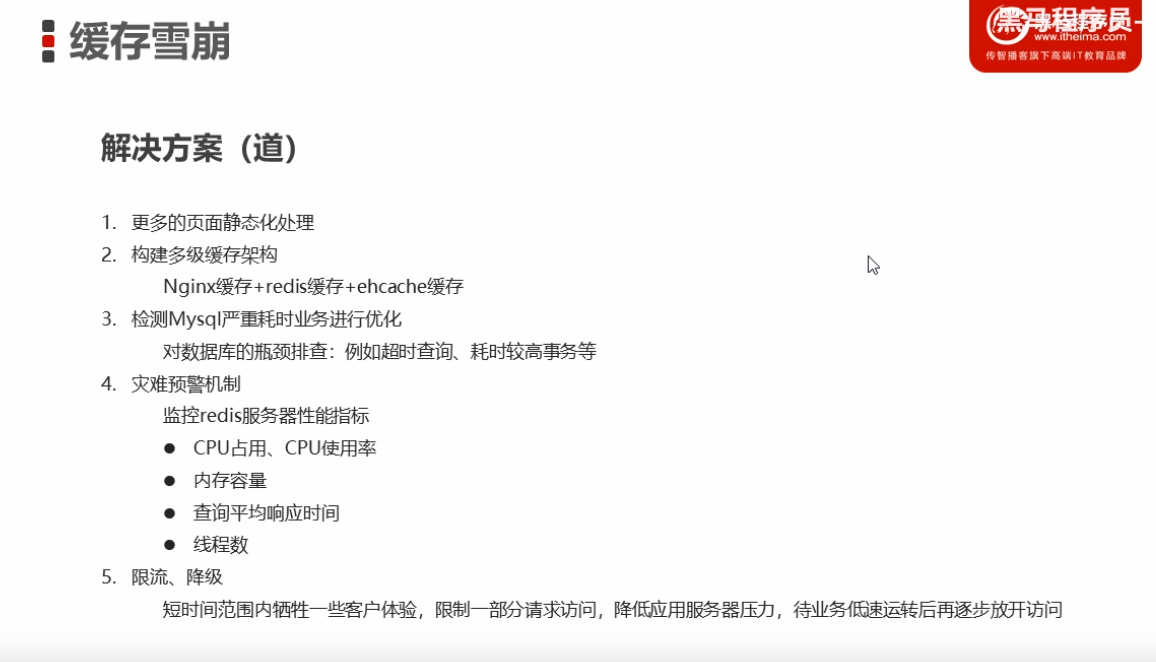 缓存雪崩
黑马程序员-
www.itheima.com
传智播客旗下高端IT教育品牌
解决方案（道）
1. 更多的页面静态化处理
2. 构建多级缓存架构
Nginx缓存+redis缓存+ehcache缓存
3. 检测Mysql严重耗时业务进行优化
对数据库的瓶颈排查：例如超时查询、耗时较高事务等
4. 灾难预警机制
监控redis服务器性能指标
● CPU占用、CPU使用率
● 内存容量
● 查询平均响应时间
● 线程数
5. 限流、降级
短时间范围内牺牲一些客户体验，限制一部分请求访问，降低应用服务器压力，待业务低速运转后再逐步放开访问